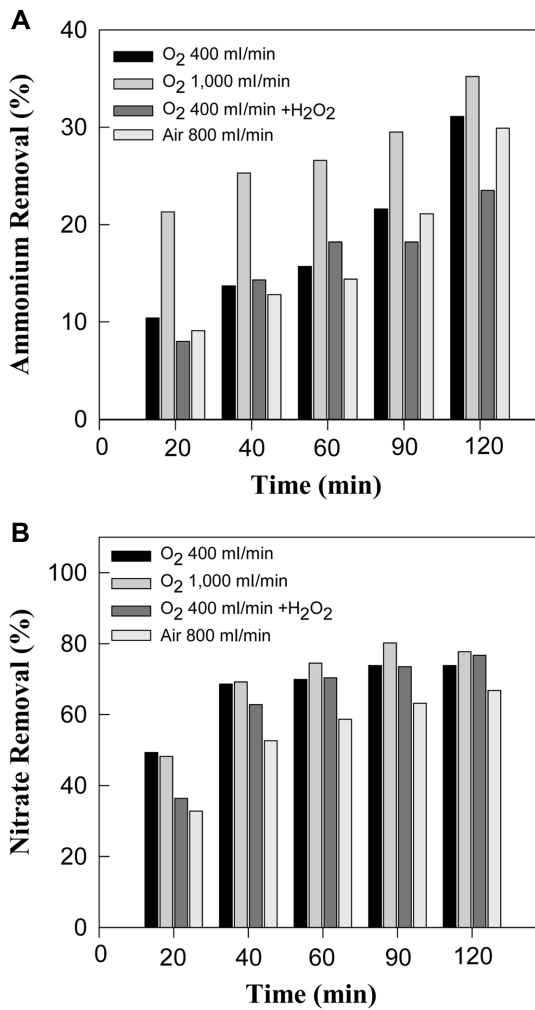 A
40
30
20
10
0
Ammonium Removal (%)
O₂ 400 ml/min
O₂ 1,000 ml/min
O₂ 400 ml/min +H₂O₂
Air 800 ml/min
0 20 40 60 90 120
Time (min)
B
100
80
60
40
20
0
Nitrate Removal (%)
O₂ 400 ml/min
O₂ 1,000 ml/min
O₂ 400 ml/min +H₂O₂
Air 800 ml/min
0 20 40 60 90 120
Time (min)